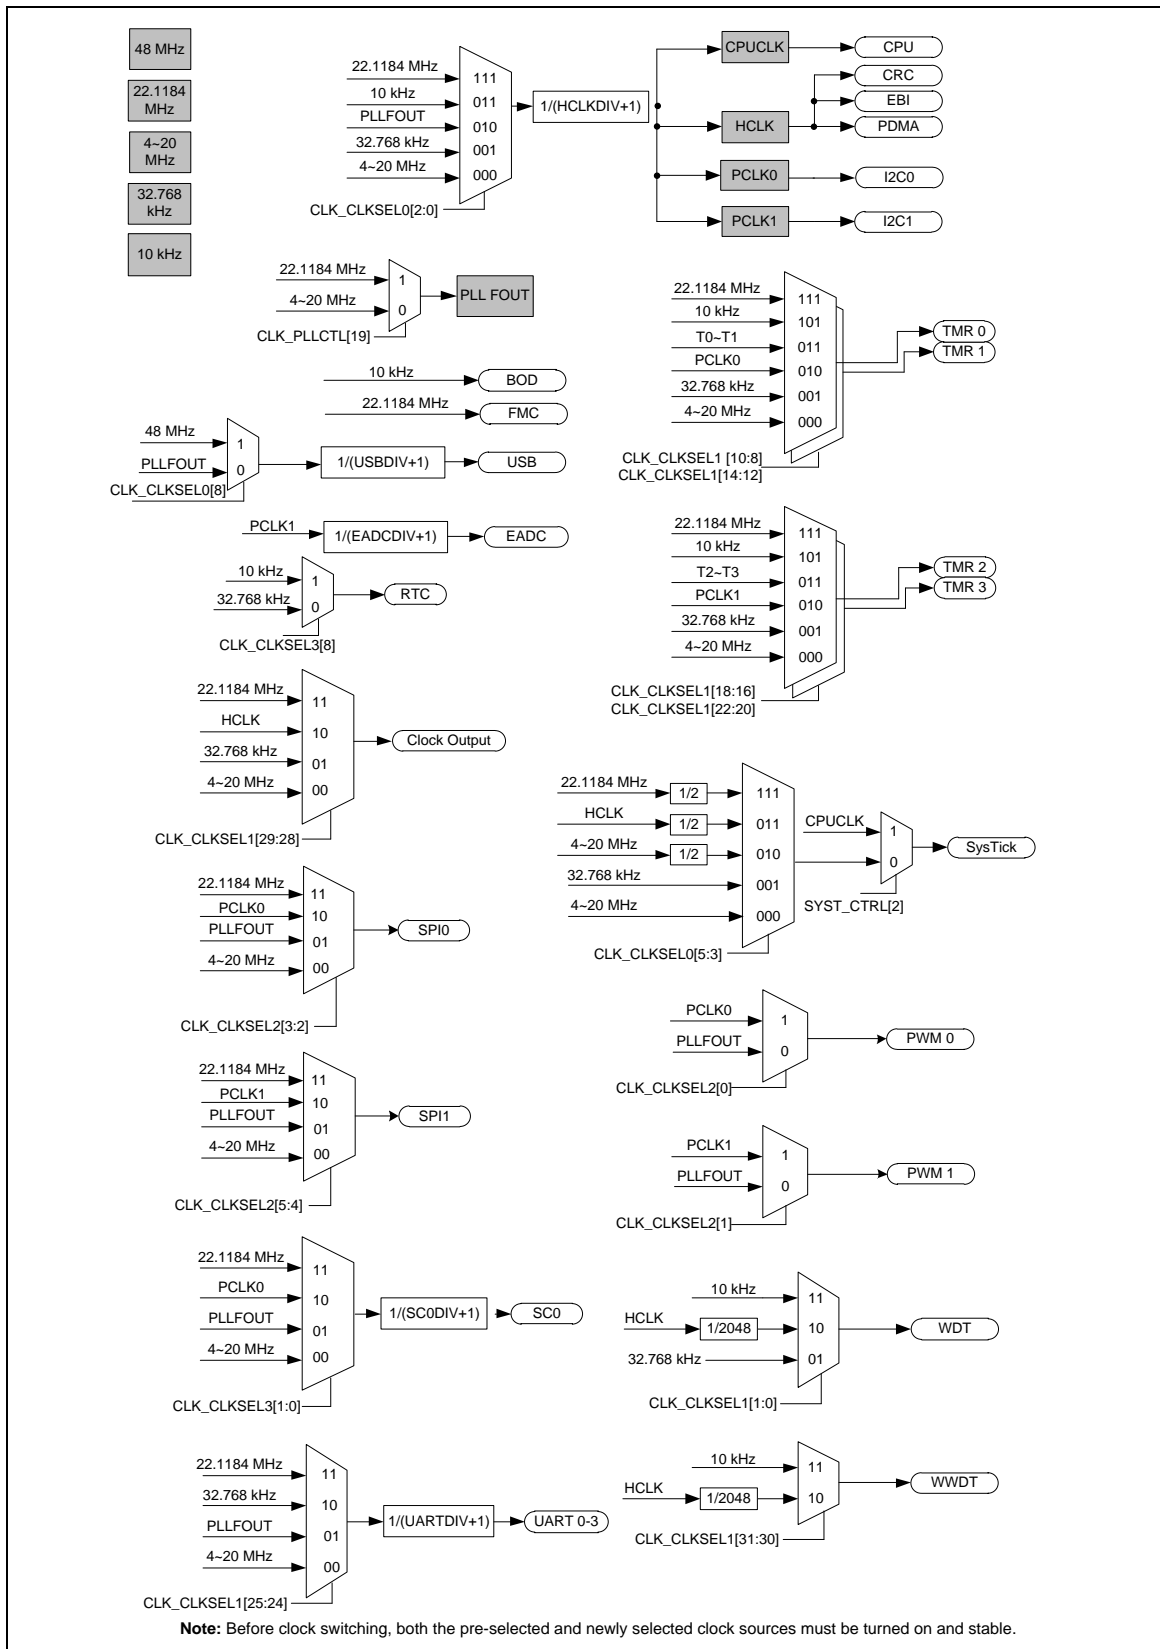 48 MHz
22.1184
MHz
4~20
MHz
32.768
kHz
10 kHz
22.1184 MHz
10 kHz
PLLFOUT
32.768 kHz
4~20 MHz
111
011
010
001
000
CLK_CLKSEL0[2:0]
1/(HCLKDIV+1)
CPUCLK
CPU
CRC
EBI
HCLK
PDMA
PCLK0
I2C0
PCLK1
I2C1
22.1184 MHz
4~20 MHz
1
0
CLK_PLLCTL[19]
PLL FOUT
10 kHz
BOD
22.1184 MHz
FMC
48 MHz
PLLFOUT
1
0
CLK_CLKSEL0[8]
1/(USBDIV+1)
USB
PCLK1
1/(EADCDIV+1)
EADC
10 kHz
32.768 kHz
1
0
CLK_CLKSEL3[8]
RTC
22.1184 MHz
HCLK
32.768 kHz
4~20 MHz
11
10
01
00
CLK_CLKSEL1[29:28]
Clock Output
22.1184 MHz
PCLK0
PLLFOUT
4~20 MHz
11
10
01
00
CLK_CLKSEL2[3:2]
SPI0
22.1184 MHz
PCLK1
PLLFOUT
4~20 MHz
11
10
01
00
CLK_CLKSEL2[5:4]
SPI1
22.1184 MHz
PCLK0
PLLFOUT
4~20 MHz
11
10
01
00
CLK_CLKSEL3[1:0]
1/(SC0DIV+1)
SC0
22.1184 MHz
32.768 kHz
PLLFOUT
4~20 MHz
11
10
01
00
CLK_CLKSEL1[25:24]
1/(UARTDIV+1)
UART 0-3
22.1184 MHz
10 kHz
T0~T1
PCLK0
32.768 kHz
4~20 MHz
111
101
011
010
001
000
CLK_CLKSEL1 [10:8]
CLK_CLKSEL1[14:12]
TMR 0
TMR 1
22.1184 MHz
10 kHz
T2~T3
PCLK1
32.768 kHz
4~20 MHz
111
101
011
010
001
000
CLK_CLKSEL1[18:16]
CLK_CLKSEL1[22:20]
TMR 2
TMR 3
22.1184 MHz
HCLK
4~20 MHz
32.768 kHz
4~20 MHz
1/2
1/2
1/2
111
011
010
001
000
CLK_CLKSEL0[5:3]
CPUCLK
1
0
SYST_CTRL[2]
SysTick
PCLK0
PLLFOUT
1
0
CLK_CLKSEL2[0]
PWM 0
PCLK1
PLLFOUT
1
0
CLK_CLKSEL2[1]
PWM 1
10 kHz
HCLK
1/2048
32.768 kHz
11
10
01
CLK_CLKSEL1[1:0]
WDT
10 kHz
HCLK
1/2048
11
10
CLK_CLKSEL1[31:30]
WWDT
Note: Before clock switching, both the pre-selected and newly selected clock sources must be turned on and stable.